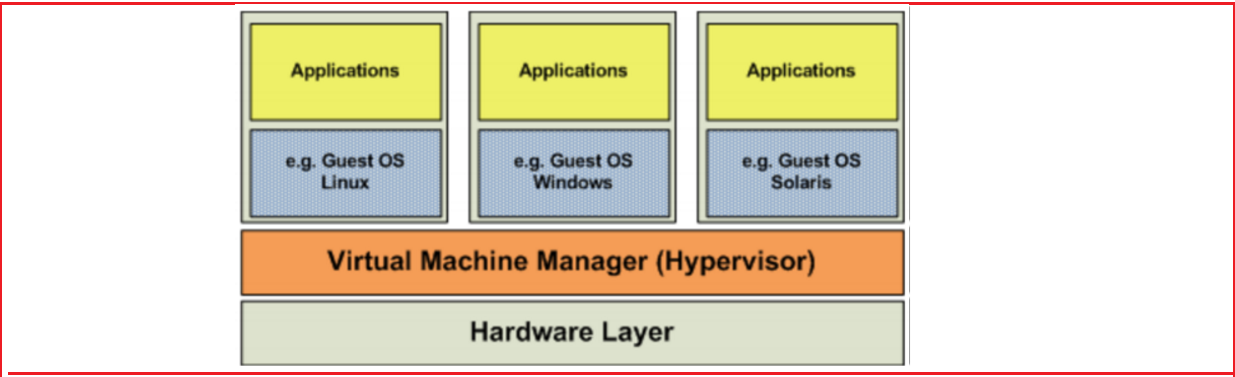 Applications
Applications
Applications
e.g. Guest OS
Linux
e.g. Guest OS
Windows
e.g. Guest OS
Solaris
Virtual Machine Manager (Hypervisor)
Hardware Layer